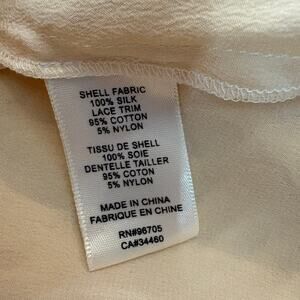 SHELL FABRIC
100% SILK
LACE TRIM
95% COTTON
5% NYLON
TISSU DE SHELL
100% SOIE
DENTELLE TAILLER
95% COTON
5% NYLON
MADE IN CHINA
FABRIQUE EN CHINE
RN#96705
CA#34460